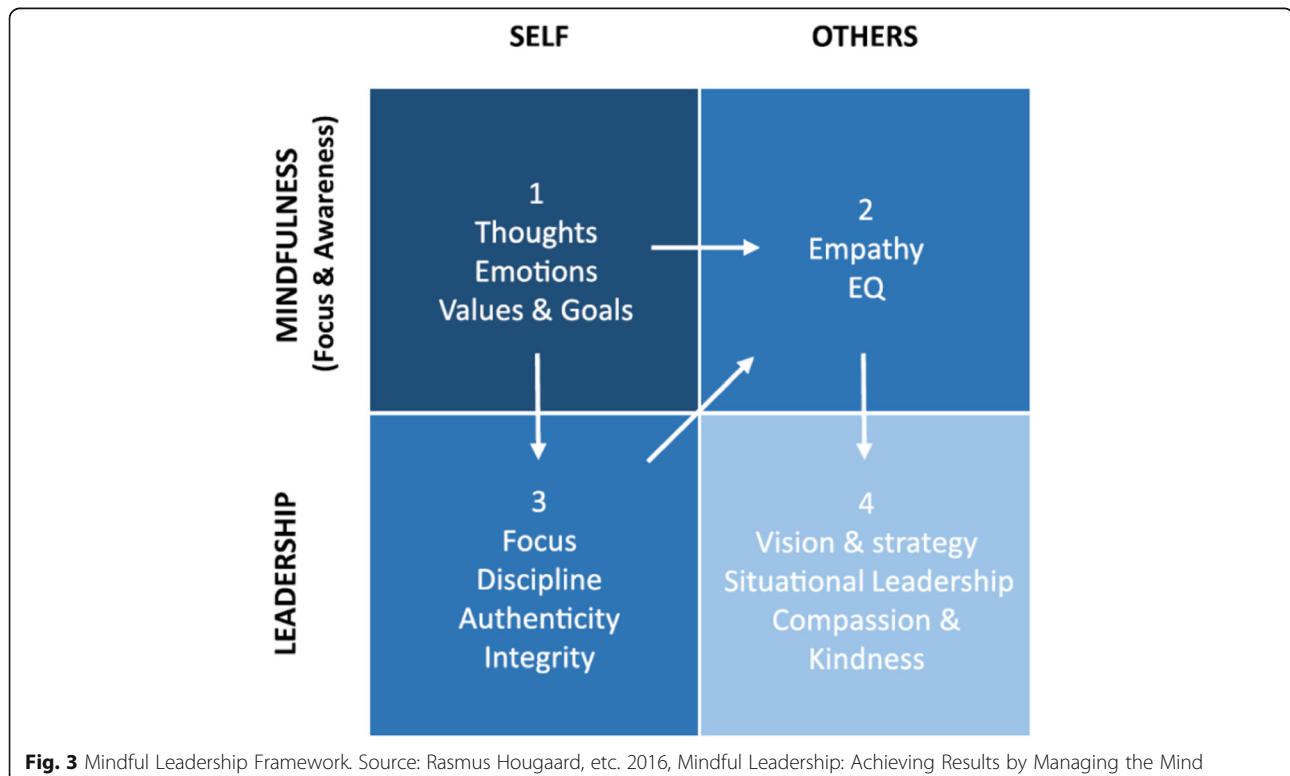 SELF
OTHERS
MINDFULNESS
(Focus & Awareness)
1
Thoughts
Emotions
Values & Goals
2
Empathy
EQ
LEADERSHIP
3
Focus
Discipline
Authenticity
Integrity
4
Vision & strategy
Situational Leadership
Compassion &
Kindness
Fig. 3 Mindful Leadership Framework. Source: Rasmus Hougaard, etc. 2016, Mindful Leadership: Achieving Results by Managing the Mind